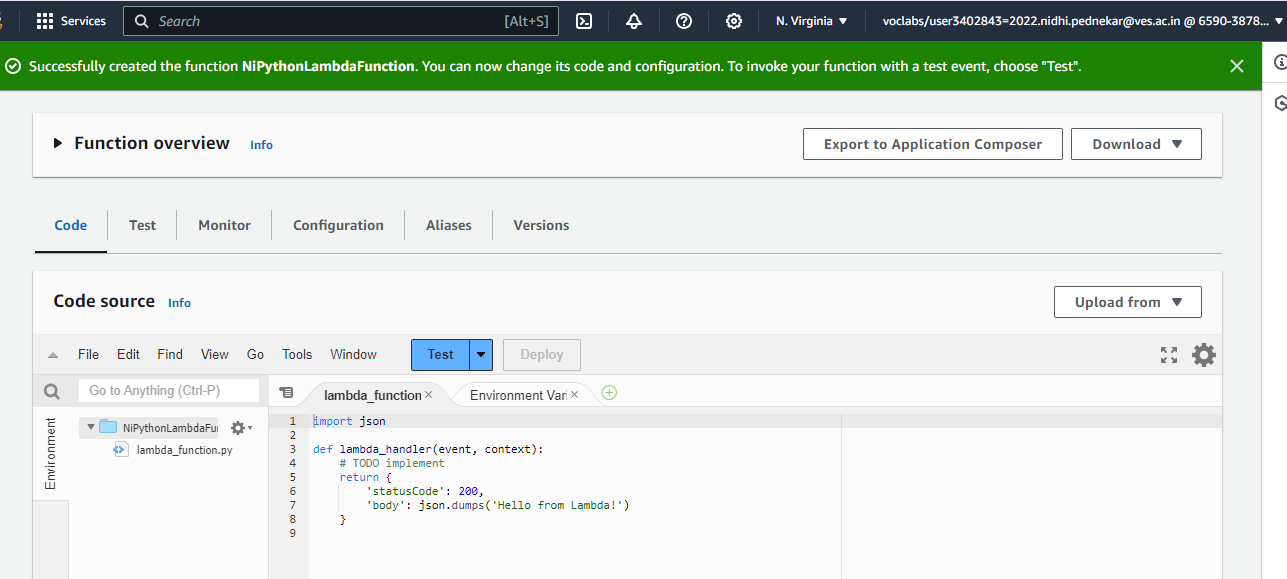 Services Search [Alt+S] N. Virginia voclabs/user3402843=2022.nidhi.pednekar@ves.ac.in @ 6590-3878...
Successfully created the function NiPythonLambdaFunction. You can now change its code and configuration. To invoke your function with a test event, choose "Test".
Function overview Info Export to Application Composer Download
Code Test Monitor Configuration Aliases Versions
Code source Info Upload from
File Edit Find View Go Tools Window Test Deploy
Go to Anything (Ctrl-P) lambda_function × Environment Vari ×
Environment
NiPythonLambdaFu
lambda_function.py
1 import json
2
3 def lambda_handler(event, context):
4     # TODO implement
5     return {
6         'statusCode': 200,
7         'body': json.dumps('Hello from Lambda!')
8     }
9